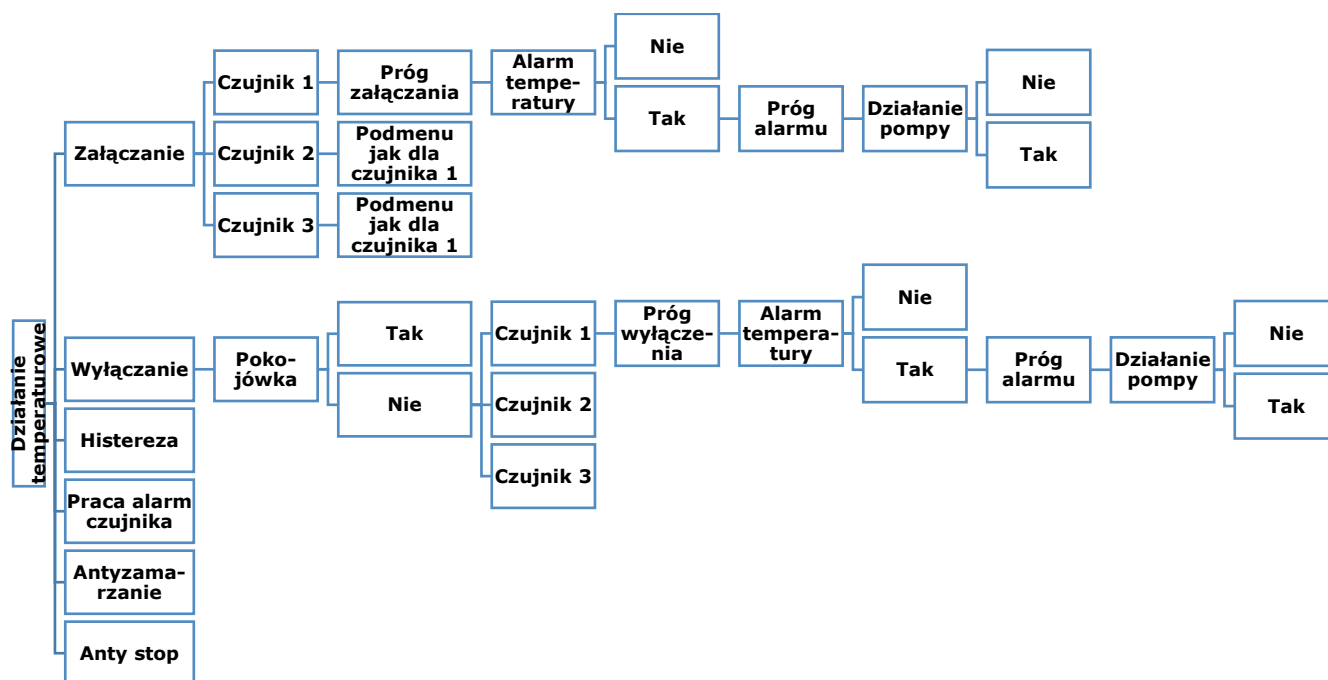 Działanie
temperaturowe
Załączanie
Czujnik 1
Próg
załączania
Alarm
tempe-
ratury
Nie
Tak
Próg
alarmu
Działanie
pompy
Nie
Tak
Czujnik 2
Podmenu
jak dla
czujnika 1
Czujnik 3
Podmenu
jak dla
czujnika 1
Wyłączanie
Poko-
jówka
Tak
Nie
Czujnik 1
Próg
wyłącze-
nia
Alarm
tempera-
tury
Nie
Tak
Próg
alarmu
Działanie
pompy
Nie
Tak
Czujnik 2
Czujnik 3
Histereza
Praca alarm
czujnika
Antyzama-
rzanie
Anty stop